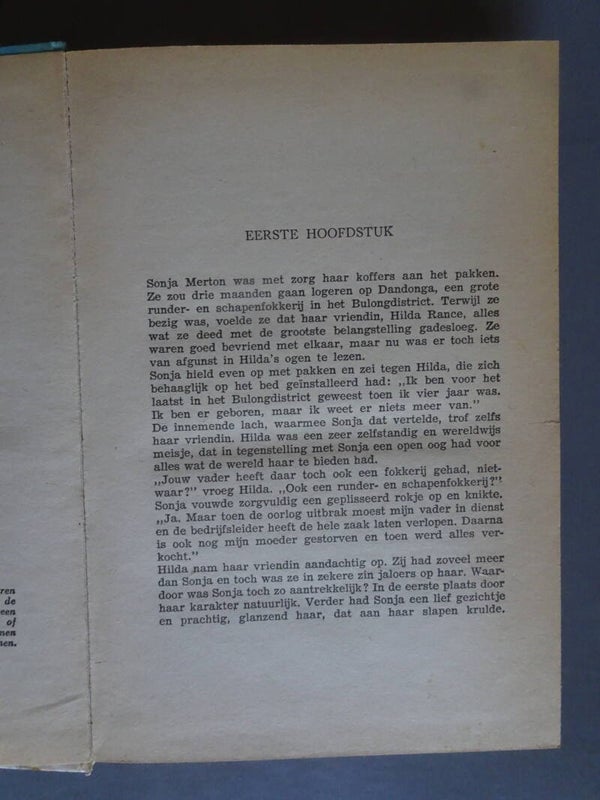 ren
de
een
of
nen
nen.
EERSTE HOOFDSTUK
Sonja Merton was met zorg haar koffers aan het pakken.
Ze zou drie maanden gaan logeren op Dandonga, een grote
runder- en schapenfokkerij in het Bulongdistrict. Terwijl ze
bezig was, voelde ze dat haar vriendin, Hilda Rance, alles
wat ze deed met de grootste belangstelling gadesloeg. Ze
waren goed bevriend met elkaar, maar nu was er toch iets
van afgunst in Hilda's ogen te lezen.
Sonja hield even op met pakken en zei tegen Hilda, die zich
behaaglijk op het bed geïnstalleerd had: „Ik ben voor het
laatst in het Bulongdistrict geweest toen ik vier jaar was.
Ik ben er geboren, maar ik weet er niets meer van.”
De innemende lach, waarmee Sonja dat vertelde, trof zelfs
haar vriendin. Hilda was een zeer zelfstandig en wereldwijs
meisje, dat in tegenstelling met Sonja een open oog had voor
alles wat de wereld haar te bieden had.
„Jouw vader heeft daar toch ook een fokkerij gehad, niet-
waar?” vroeg Hilda. „Ook een runder- en schapenfokkerij?”
Sonja vouwde zorgvuldig een geplisseerd rokje op en knikte.
„Ja. Maar toen de oorlog uitbrak moest mijn vader in dienst
en de bedrijfsleider heeft de hele zaak laten verlopen. Daarna
is ook nog mijn moeder gestorven en toen werd alles ver-
kocht.”
Hilda nam haar vriendin aandachtig op. Zij had zoveel meer
dan Sonja en toch was ze in zekere zin jaloers op haar. Waar-
door was Sonja toch zo aantrekkelijk? In de eerste plaats door
haar karakter natuurlijk. Verder had Sonja een lief gezichtje
en prachtig, glanzend haar, dat aan haar slapen krulde.